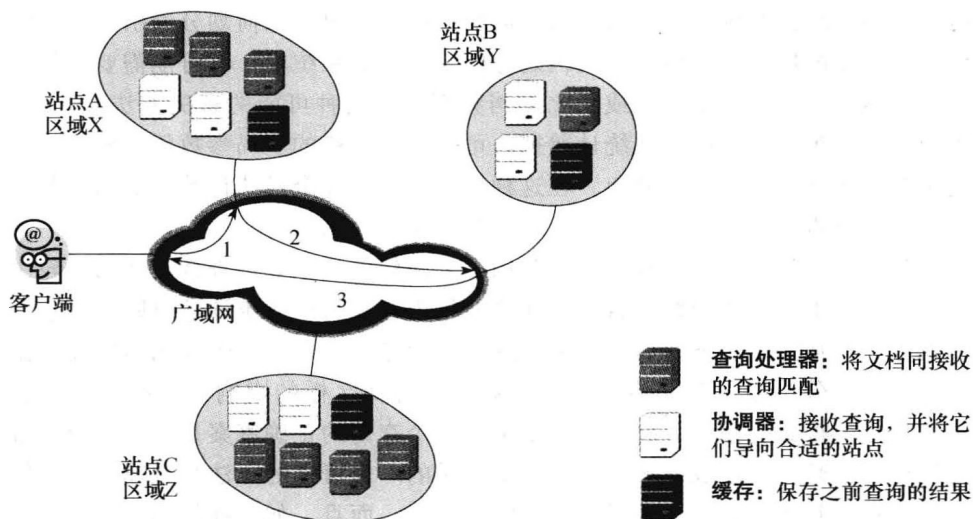 站点A
区域X
站点B
区域Y
@
1
2
3
客户端
广域网
站点C
区域Z
查询处理器：将文档同接收
的查询匹配
协调器：接收查询，并将它
们导向合适的站点
缓存：保存之前查询的结果